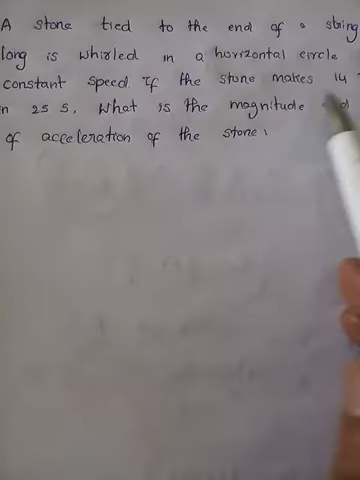 A stone tied to the end of a string
long is whirled in a horizontal circle
constant speed. If the stone makes 14
in 25 s. What is the magnitude
of acceleration of the stone